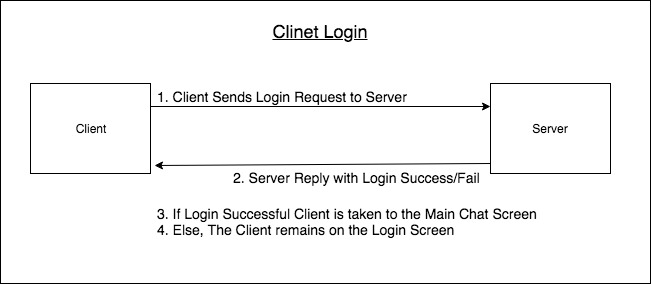 Clinet Login
1. Client Sends Login Request to Server
Client
Server
2. Server Reply with Login Success/Fail
3. If Login Successful Client is taken to the Main Chat Screen
4. Else, The Client remains on the Login Screen